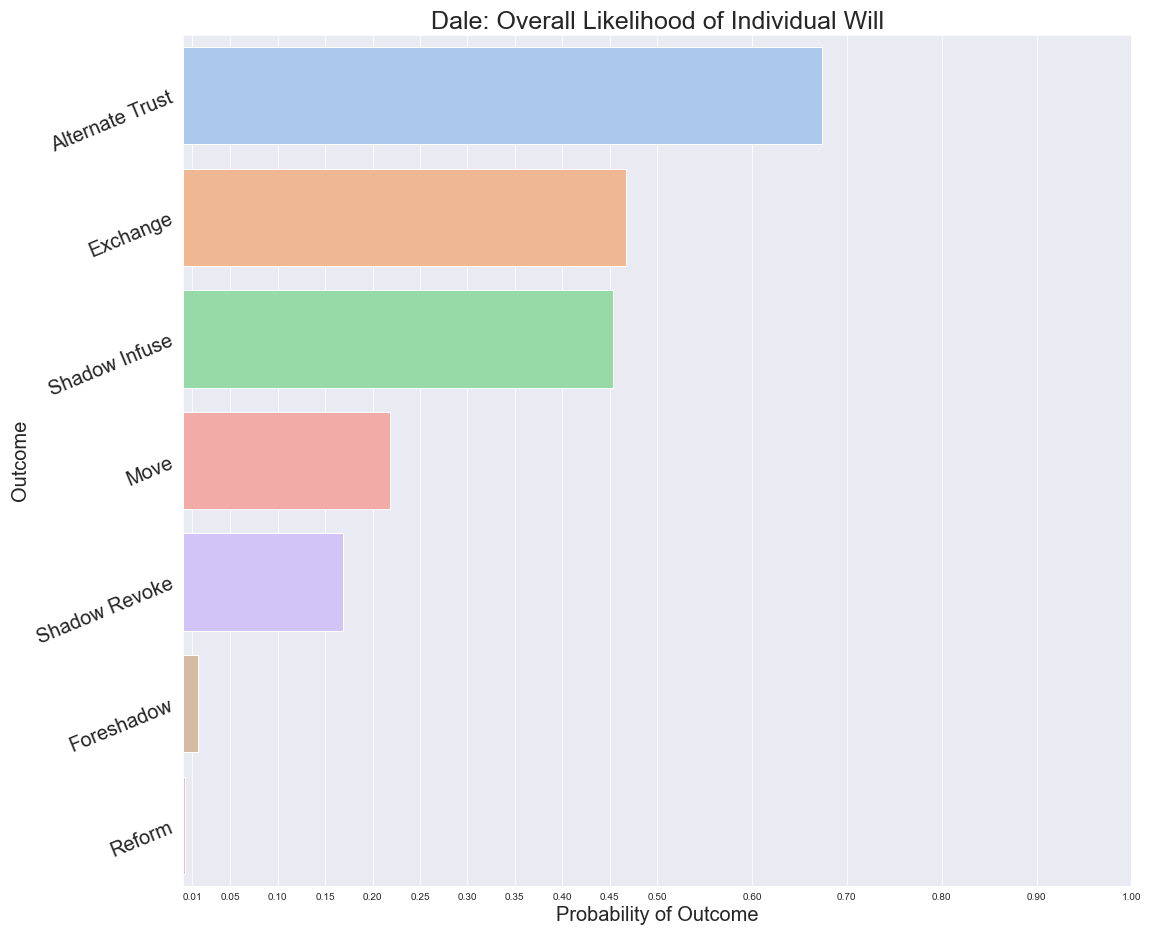 Dale: Overall Likelihood of Individual Will
Alternate Trust
Exchange
Shadow Infuse
Move
Shadow Revoke
Foreshadow
Reform
Outcome
0.01 0.05 0.10 0.15 0.20 0.25 0.30 0.35 0.40 0.45 0.50 0.60 0.70 0.80 0.90 1.00
Probability of Outcome